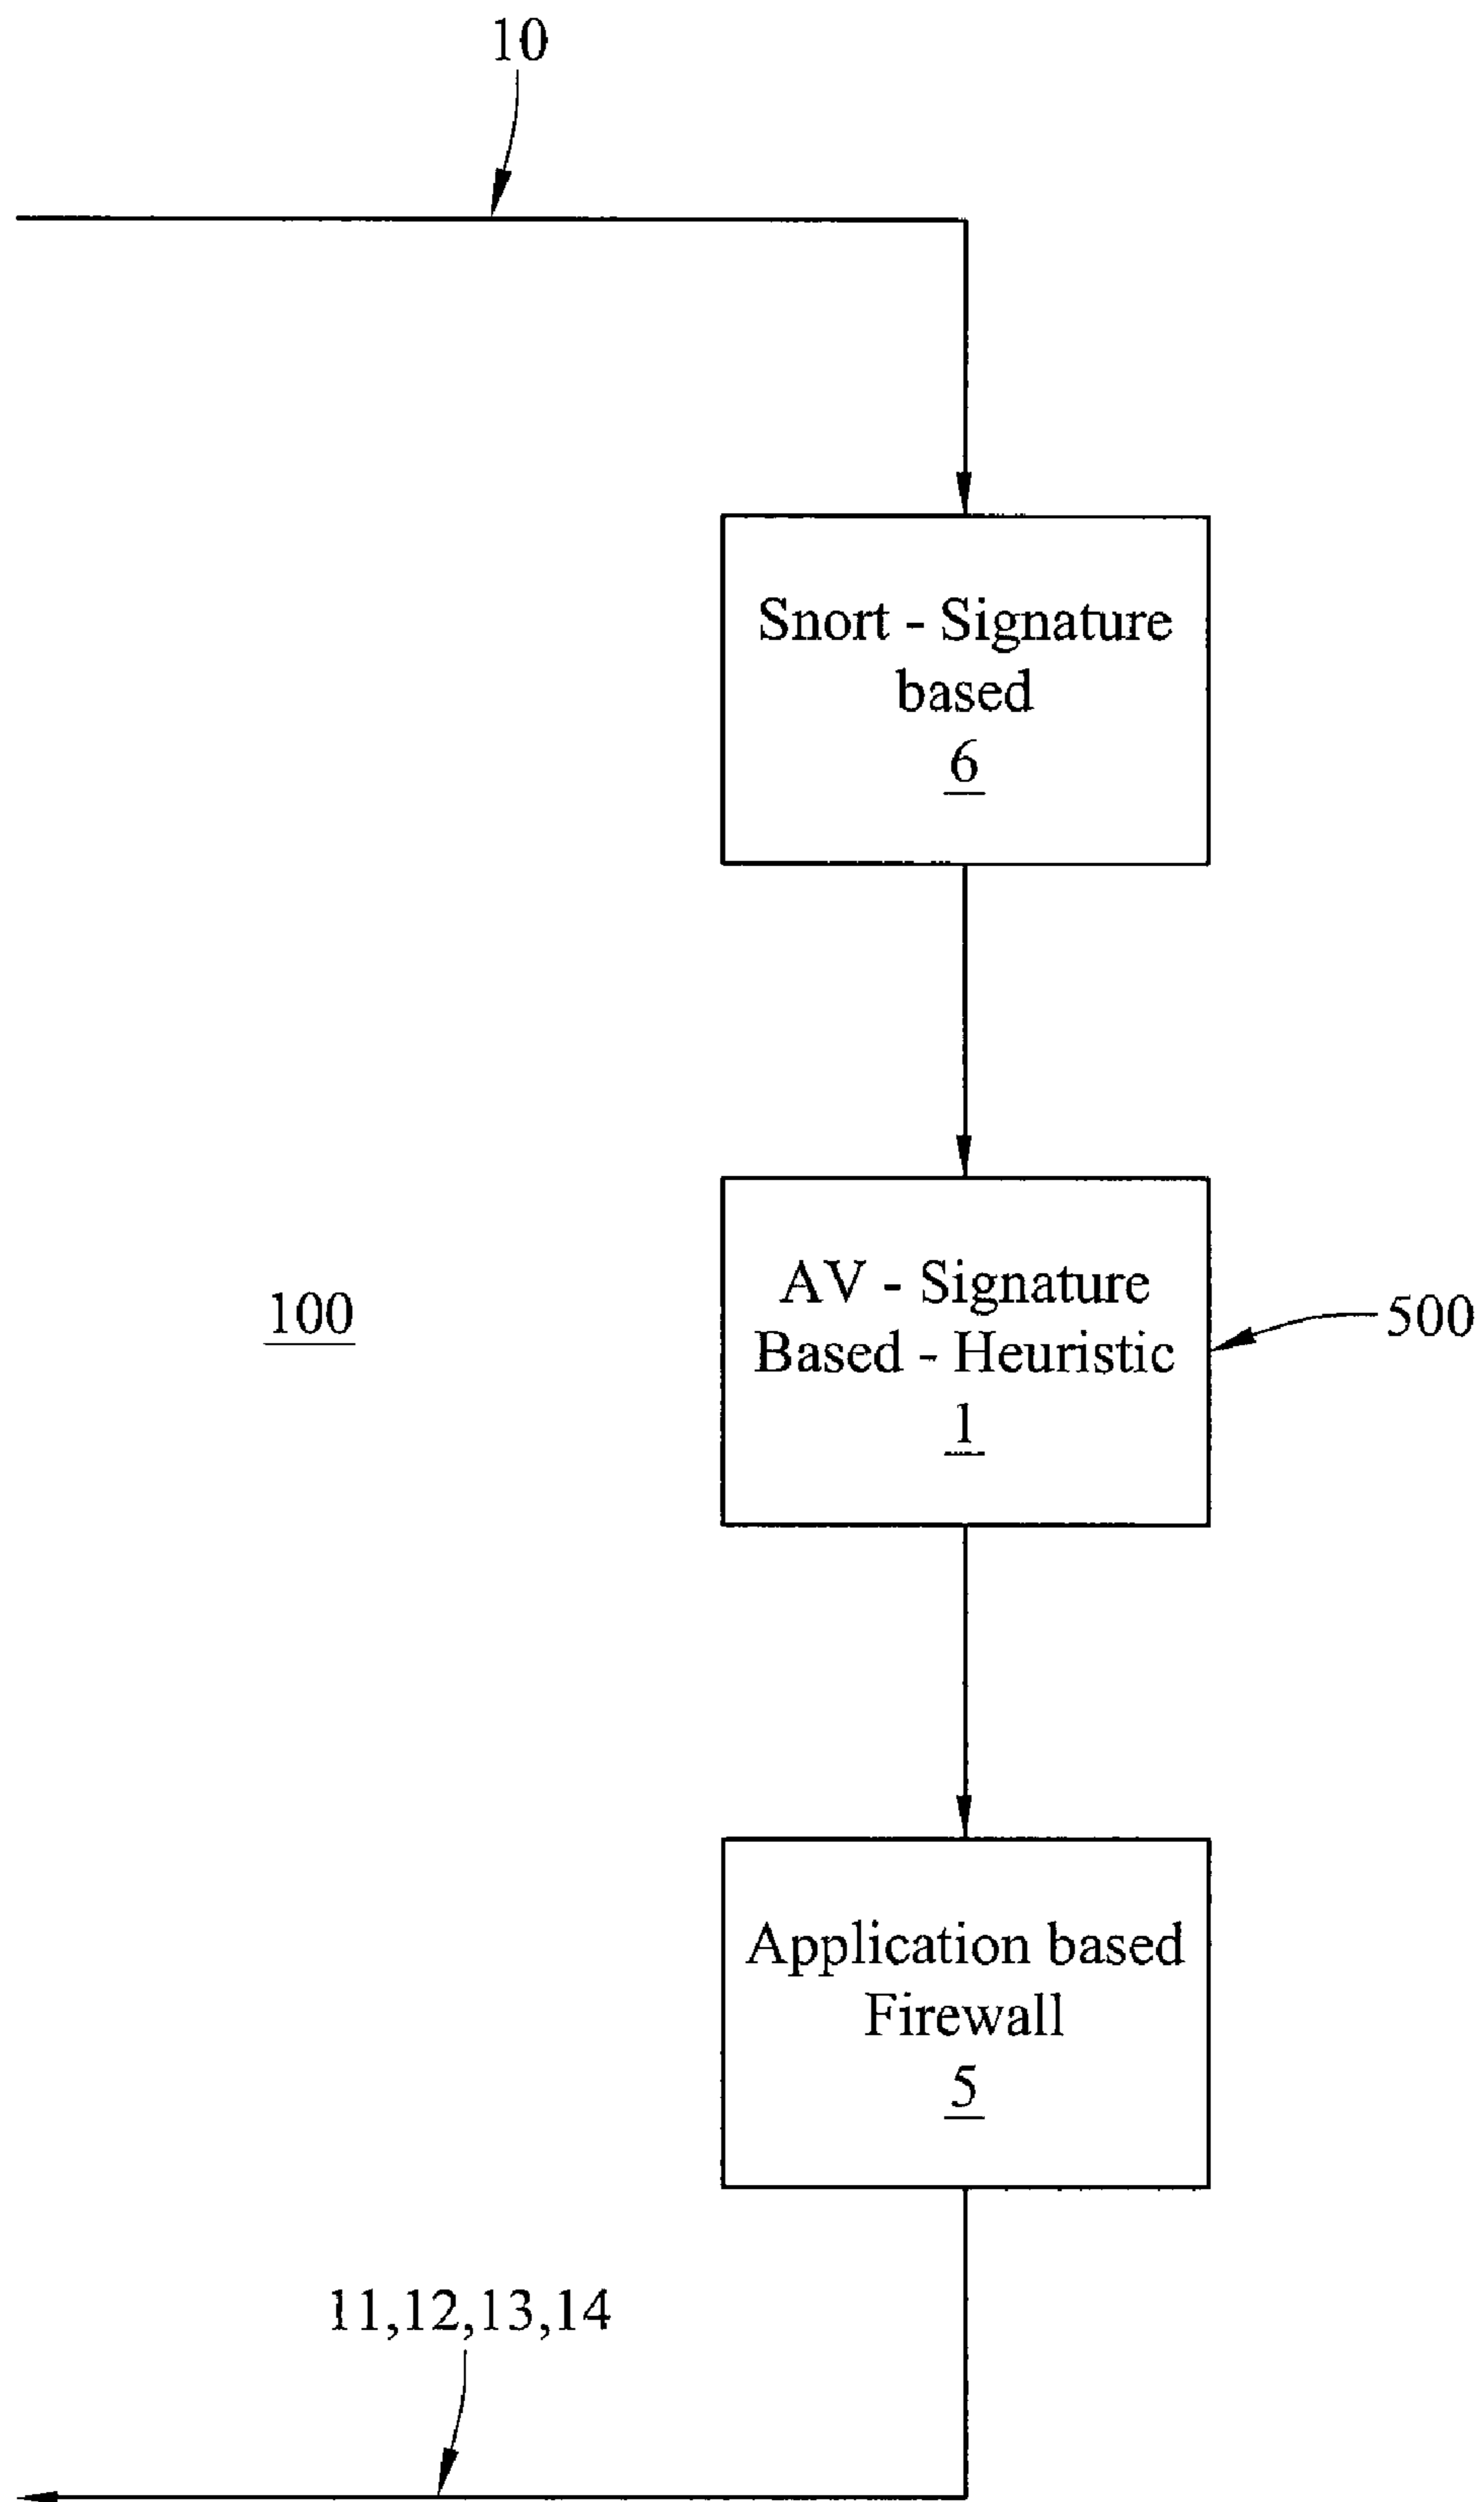 10
Snort - Signature
based
6
AV - Signature
Based - Heuristic
1
100
500
Application based
Firewall
5
11,12,13,14